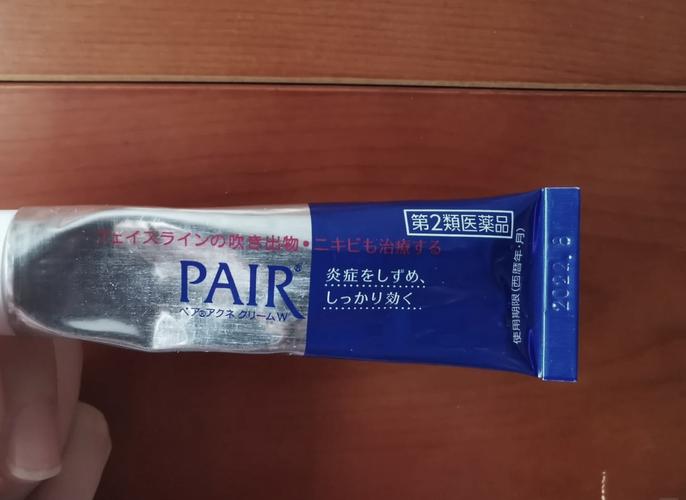 第2類医薬品
フェイスラインの吹き出物・ニキビも治療する
PAIR®
ペア®アクネ クリームW
炎症をしずめ、
しっかり効く
使用期限(西暦年.月)
2022.8